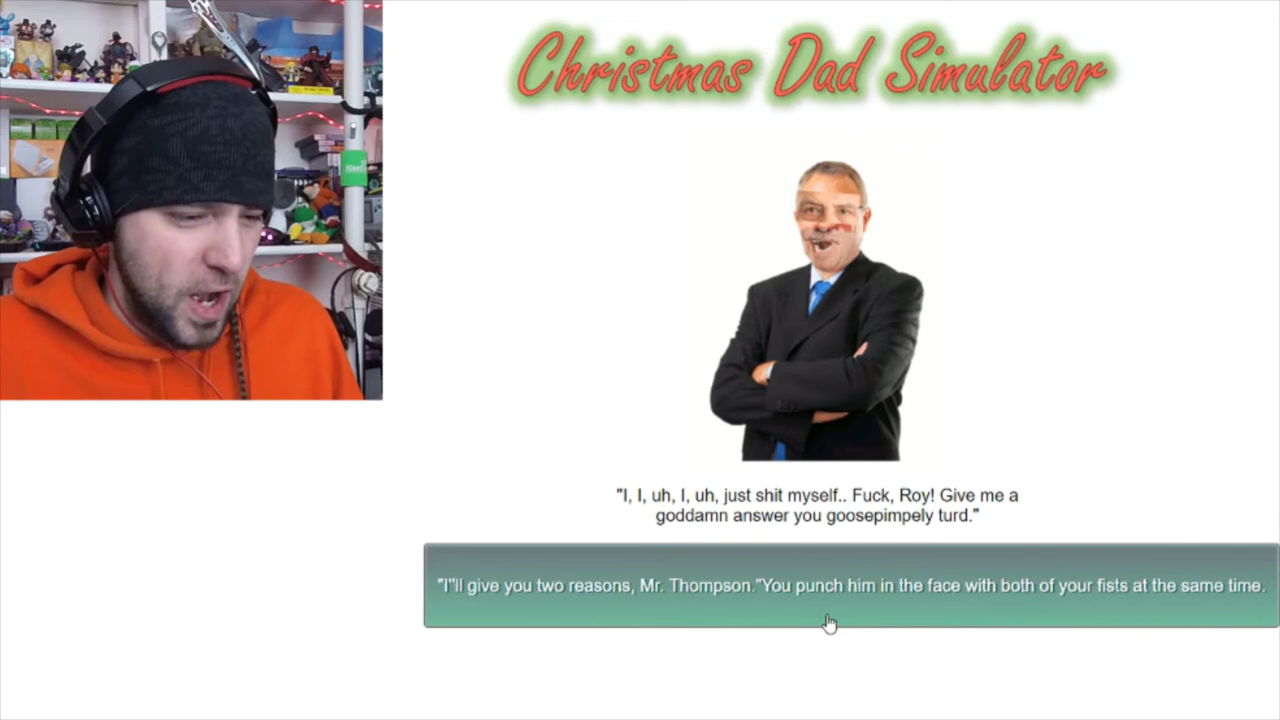 Christmas Dad Simulator
"I, I, uh, I, uh, just shit myself.. Fuck, Roy! Give me a
goddamn answer you goosepimpely turd."
"I"ll give you two reasons, Mr. Thompson."You punch him in the face with both of your fists at the same time.